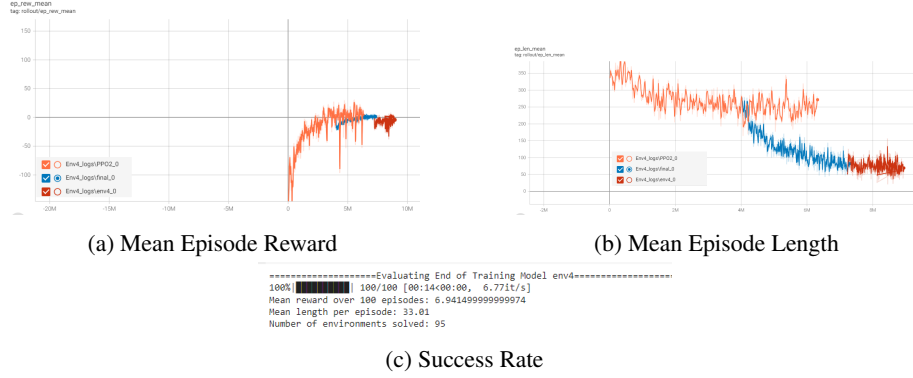 ep_rew_mean
tag: rollout/ep_rew_mean
150
100
50
0
-50
-100
Env4_logs\PPO2_0
Env4_logs\final_0
Env4_logs\env4_0
-20M -15M -10M -5M 0 5M 10M
(a) Mean Episode Reward
ep_len_mean
tag: rollout/ep_len_mean
350
300
250
200
150
100
50
0
Env4_logs\PPO2_0
Env4_logs\final_0
Env4_logs\env4_0
-2M 0 2M 4M 6M 8M
(b) Mean Episode Length
====================Evaluating End of Training Model env4==================
100%|██████████| 100/100 [00:14<00:00, 6.77it/s]
Mean reward over 100 episodes: 6.941499999999974
Mean length per episode: 33.01
Number of environments solved: 95
(c) Success Rate